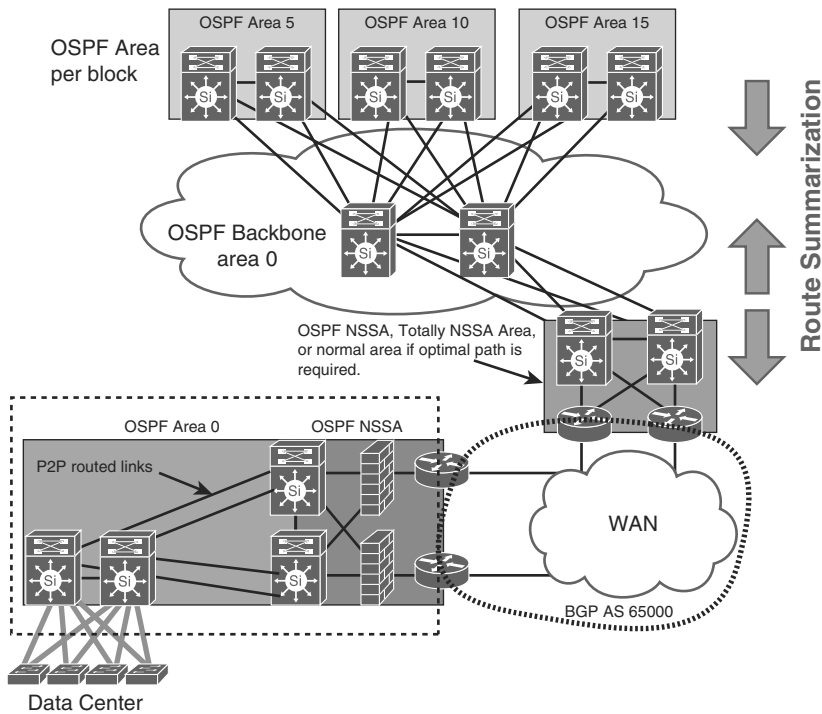 OSPF Area 5
OSPF Area 10
OSPF Area 15
OSPF Area
per block
Si
Si
Si
Si
Si
Si
Route Summarization
OSPF Backbone
area 0
Si
Si
OSPF NSSA, Totally NSSA Area,
or normal area if optimal path is
required.
Si
Si
OSPF Area 0
OSPF NSSA
P2P routed links
Si
Si
Si
Si
WAN
BGP AS 65000
Data Center